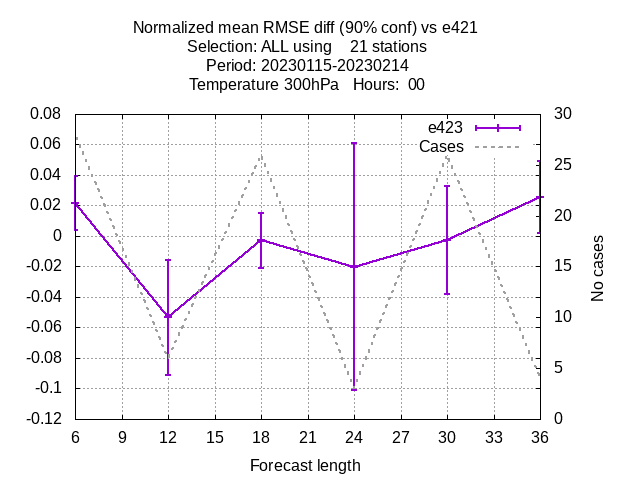 Normalized mean RMSE diff (90% conf) vs e421
Selection: ALL using    21 stations
Period: 20230115-20230214
Temperature 300hPa   Hours:  00
0.08
0.06
0.04
0.02
0
-0.02
-0.04
-0.06
-0.08
-0.1
-0.12
e423
Cases
30
25
20
15
10
5
0
No cases
6 9 12 15 18 21 24 27 30 33 36
Forecast length